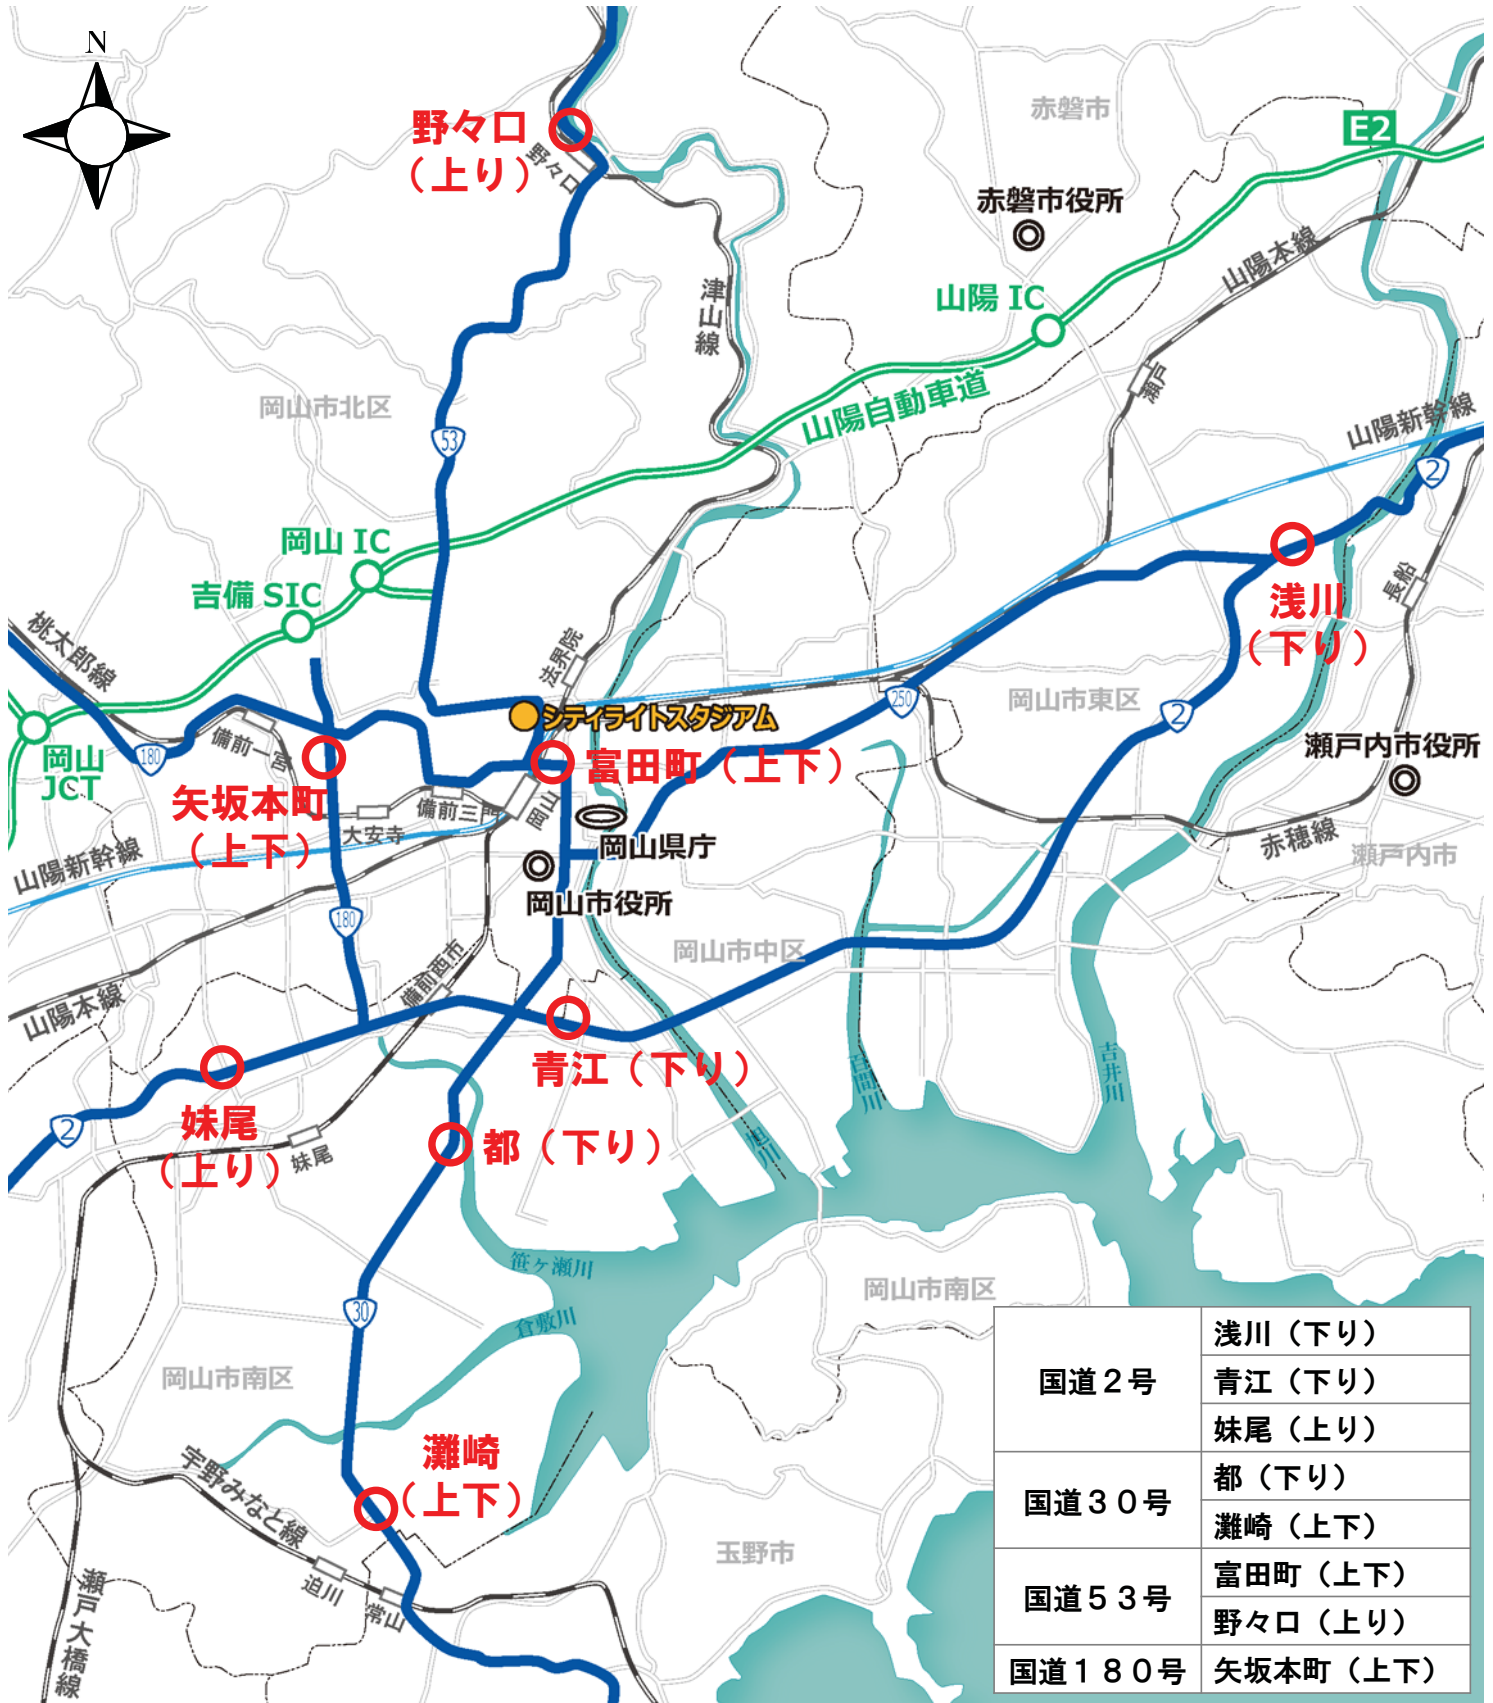 N
野々口
（上り）
野々口
赤磐市
E2
赤磐市役所
山陽本線
山陽 IC
津山線
瀬戸
山陽自動車道
岡山市北区
山陽新幹線
53
2
岡山 IC
吉備 SIC
浅川
（下り）
長船
桃太郎線
法界院
岡山市東区
250
2
シティライトスタジアム
備前一宮
180
岡山
JCT
富田町（上下）
瀬戸内市役所
矢坂本町
（上下）
備前三門
岡山
大安寺
岡山県庁
赤穂線
瀬戸内市
山陽新幹線
岡山市役所
180
岡山市中区
備前西市
山陽本線
青江（下り）
百間川
吉井川
妹尾
（上り）
2
妹尾
都（下り）
旭川
笹ヶ瀬川
岡山市南区
30
倉敷川
岡山市南区
灘崎
（上下）
宇野みなと線
迫川
常山
玉野市
瀬戸大橋線
国道２号
浅川（下り）
青江（下り）
妹尾（上り）
国道３０号
都（下り）
灘崎（上下）
国道５３号
富田町（上下）
野々口（上り）
国道１８０号
矢坂本町（上下）